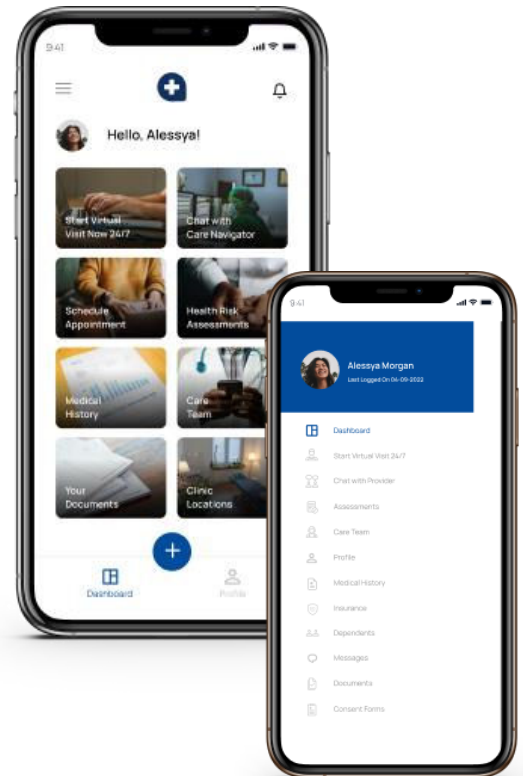 9:41
Hello, Alessya!
Start Virtual
Visit Now 24/7
Chat with
Care Navigator
Schedule
Appointment
Health Risk
Assessments
Medical
History
Care
Team
Your
Documents
Clinic
Locations
Dashboard
Profile
9:41
Alessya Morgan
Last Logged On 04-09-2022
Dashboard
Start Virtual Visit 24/7
Chat with Provider
Assessments
Care Team
Profile
Medical History
Insurance
Dependents
Messages
Documents
Consent Forms